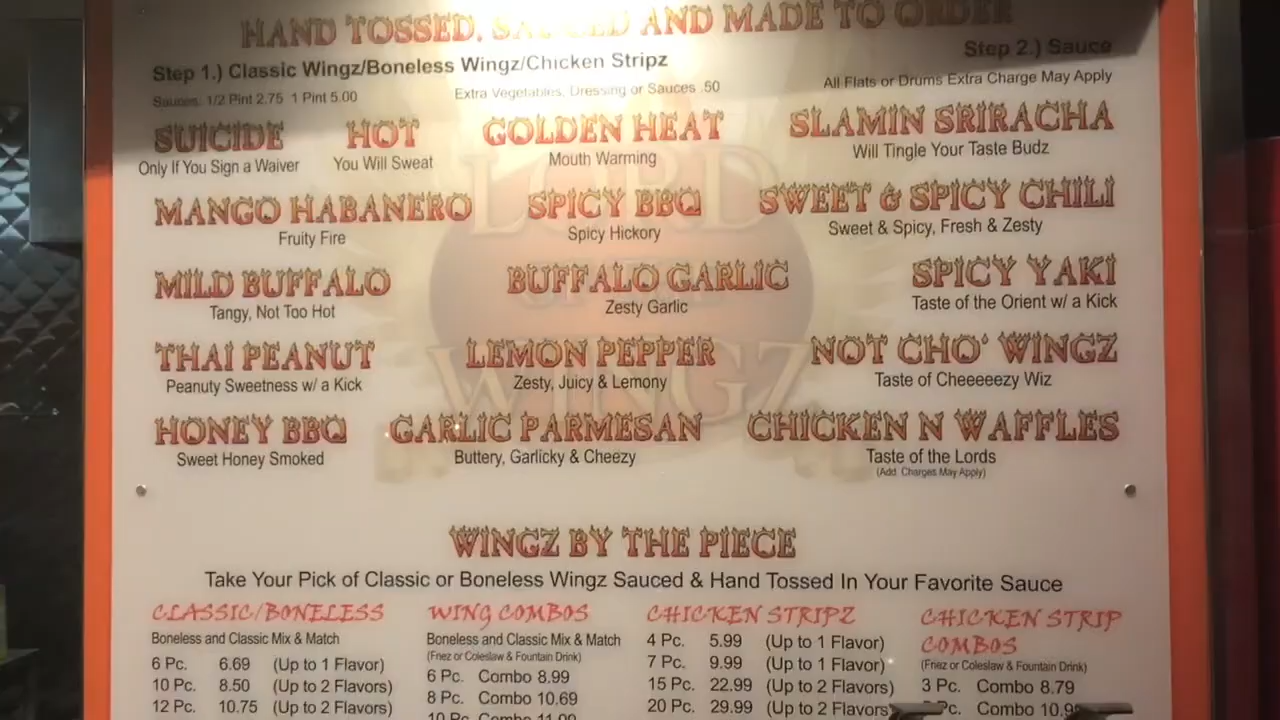 HAND TOSSED, SAUCED AND MADE TO ORDER
Step 1.) Classic Wingz/Boneless Wingz/Chicken Stripz
Step 2.) Sauce
Sauces: 1/2 Pint 2.75 1 Pint 5.00
Extra Vegetables, Dressing or Sauces .50
All Flats or Drums Extra Charge May Apply
SUICIDE HOT GOLDEN HEAT SLAMIN SRIRACHA
Only If You Sign a Waiver You Will Sweat Mouth Warming Will Tingle Your Taste Budz
MANGO HABANERO SPICY BBQ SWEET & SPICY CHILI
Fruity Fire Spicy Hickory Sweet & Spicy, Fresh & Zesty
MILD BUFFALO BUFFALO GARLIC SPICY YAKI
Tangy, Not Too Hot Zesty Garlic Taste of the Orient w/ a Kick
THAI PEANUT LEMON PEPPER NOT CHO' WINGZ
Peanuty Sweetness w/ a Kick Zesty, Juicy & Lemony Taste of Cheeeeezy Wiz
HONEY BBQ GARLIC PARMESAN CHICKEN N WAFFLES
Sweet Honey Smoked Buttery, Garlicky & Cheezy Taste of the Lords
(Add. Charges May Apply)
LORD
WINGZ
WINGZ BY THE PIECE
Take Your Pick of Classic or Boneless Wingz Sauced & Hand Tossed In Your Favorite Sauce
CLASSIC/BONELESS
Boneless and Classic Mix & Match
6 Pc. 6.69 (Up to 1 Flavor)
10 Pc. 8.50 (Up to 2 Flavors)
12 Pc. 10.75 (Up to 2 Flavors)
WING COMBOS
Boneless and Classic Mix & Match
(Friez or Coleslaw & Fountain Drink)
6 Pc. Combo 8.99
8 Pc. Combo 10.69
10 Pc. Combo 11.99
CHICKEN STRIPZ
4 Pc. 5.99 (Up to 1 Flavor)
7 Pc. 9.99 (Up to 1 Flavor)
15 Pc. 22.99 (Up to 2 Flavors)
20 Pc. 29.99 (Up to 2 Flavors)
CHICKEN STRIP
COMBOS
(Friez or Coleslaw & Fountain Drink)
3 Pc. Combo 8.79
Pc. Combo